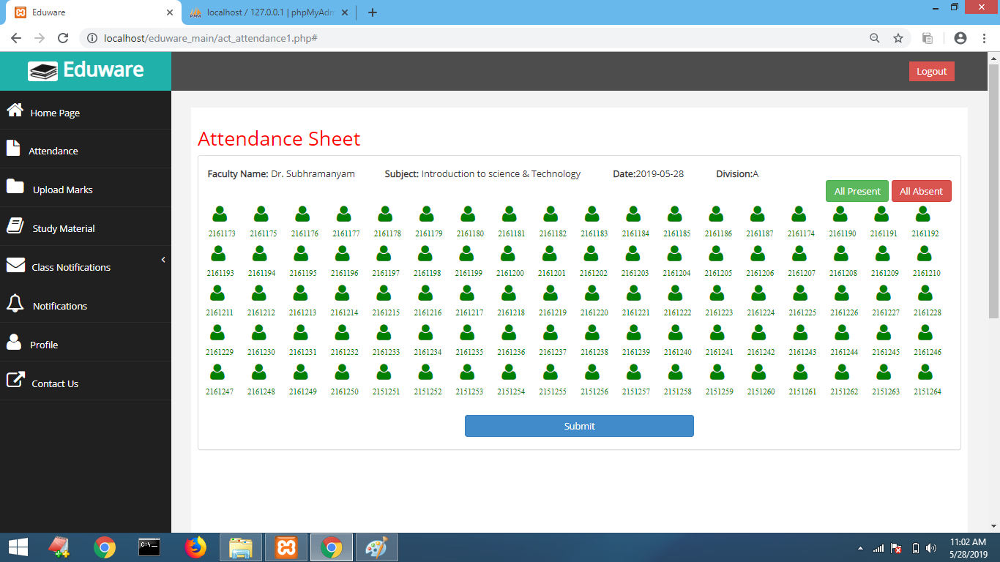 Eduware
localhost / 127.0.0.1 | phpMyAdm
localhost/eduware_main/act_attendance1.php#
Eduware
Logout
Home Page
Attendance
Upload Marks
Study Material
Class Notifications
Notifications
Profile
Contact Us
Attendance Sheet
Faculty Name: Dr. Subhramanyam Subject: Introduction to science & Technology Date:2019-05-28 Division:A
All Present All Absent
2161173 2161175 2161176 2161177 2161178 2161179 2161180 2161181 2161182 2161183 2161184 2161185 2161186 2161187 2161174 2161190 2161191 2161192
2161193 2161194 2161195 2161196 2161197 2161198 2161199 2161200 2161201 2161202 2161203 2161204 2161205 2161206 2161207 2161208 2161209 2161210
2161211 2161212 2161213 2161214 2161215 2161216 2161217 2161218 2161219 2161220 2161221 2161222 2161223 2161224 2161225 2161226 2161227 2161228
2161229 2161230 2161231 2161232 2161233 2161234 2161235 2161236 2161237 2161238 2161239 2161240 2161241 2161242 2161243 2161244 2161245 2161246
2161247 2161248 2161249 2161250 2151251 2151252 2151253 2151254 2151255 2151256 2151257 2151258 2151259 2151260 2151261 2151262 2151263 2151264
Submit
11:02 AM
5/28/2019